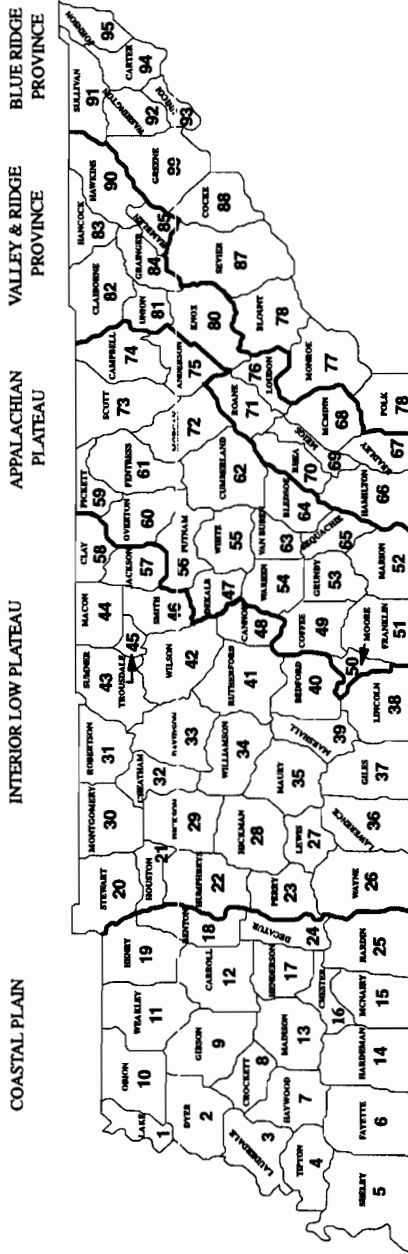 COASTAL PLAIN
INTERIOR LOW PLATEAU
APPALACHIAN
PLATEAU
VALLEY & RIDGE
PROVINCE
BLUE RIDGE
PROVINCE
LAKE
1
DYER
2
LAUDERDALE
3
TIPTON
4
SHELBY
5
FAYETTE
6
HAYWOOD
7
CROCKETT
8
GIBSON
9
OBION
10
WEAKLEY
11
CARROLL
12
MADISON
13
HARDEMAN
14
MCNAIRY
15
CHESTER
16
HENDERSON
17
BENTON
18
HENRY
19
STEWART
20
HOUSTON
21
HUMPHREYS
22
PERRY
23
DECATUR
24
HARDIN
25
WAYNE
26
LEWIS
27
HICKMAN
28
DICKSON
29
MONTGOMERY
30
ROBERTSON
31
CHEATHAM
32
DAVIDSON
33
WILLIAMSON
34
MAURY
35
LAWRENCE
36
GILES
37
LINCOLN
38
MARSHALL
39
BEDFORD
40
RUTHERFORD
41
WILSON
42
SUMNER
43
MACON
44
TROUSDALE
45
SMITH
46
DEKALB
47
CANNON
48
COFFEE
49
MOORE
50
FRANKLIN
51
MARION
52
GRUNDY
53
WARREN
54
WHITE
55
PUTNAM
56
JACKSON
57
CLAY
58
PICKETT
59
OVERTON
60
FENTRESS
61
CUMBERLAND
62
VAN BUREN
63
BLEDSOE
64
SEQUACHIE
65
HAMILTON
66
BRADLEY
67
MCMINN
68
MEIGS
69
RHEA
70
ROANE
71
MORGAN
72
SCOTT
73
CAMPBELL
74
ANDERSON
75
LOUDON
76
MONROE
77
POLK
78
BLOUNT
78
KNOX
80
UNION
81
CLAIBORNE
82
HANCOCK
83
GRAINGER
84
HAMBLEN
85
SEVIER
87
COCKE
88
GREENE
HAWKINS
90
SULLIVAN
91
WASHINGTON
92
UNICOI
93
CARTER
94
JOHNSON
95